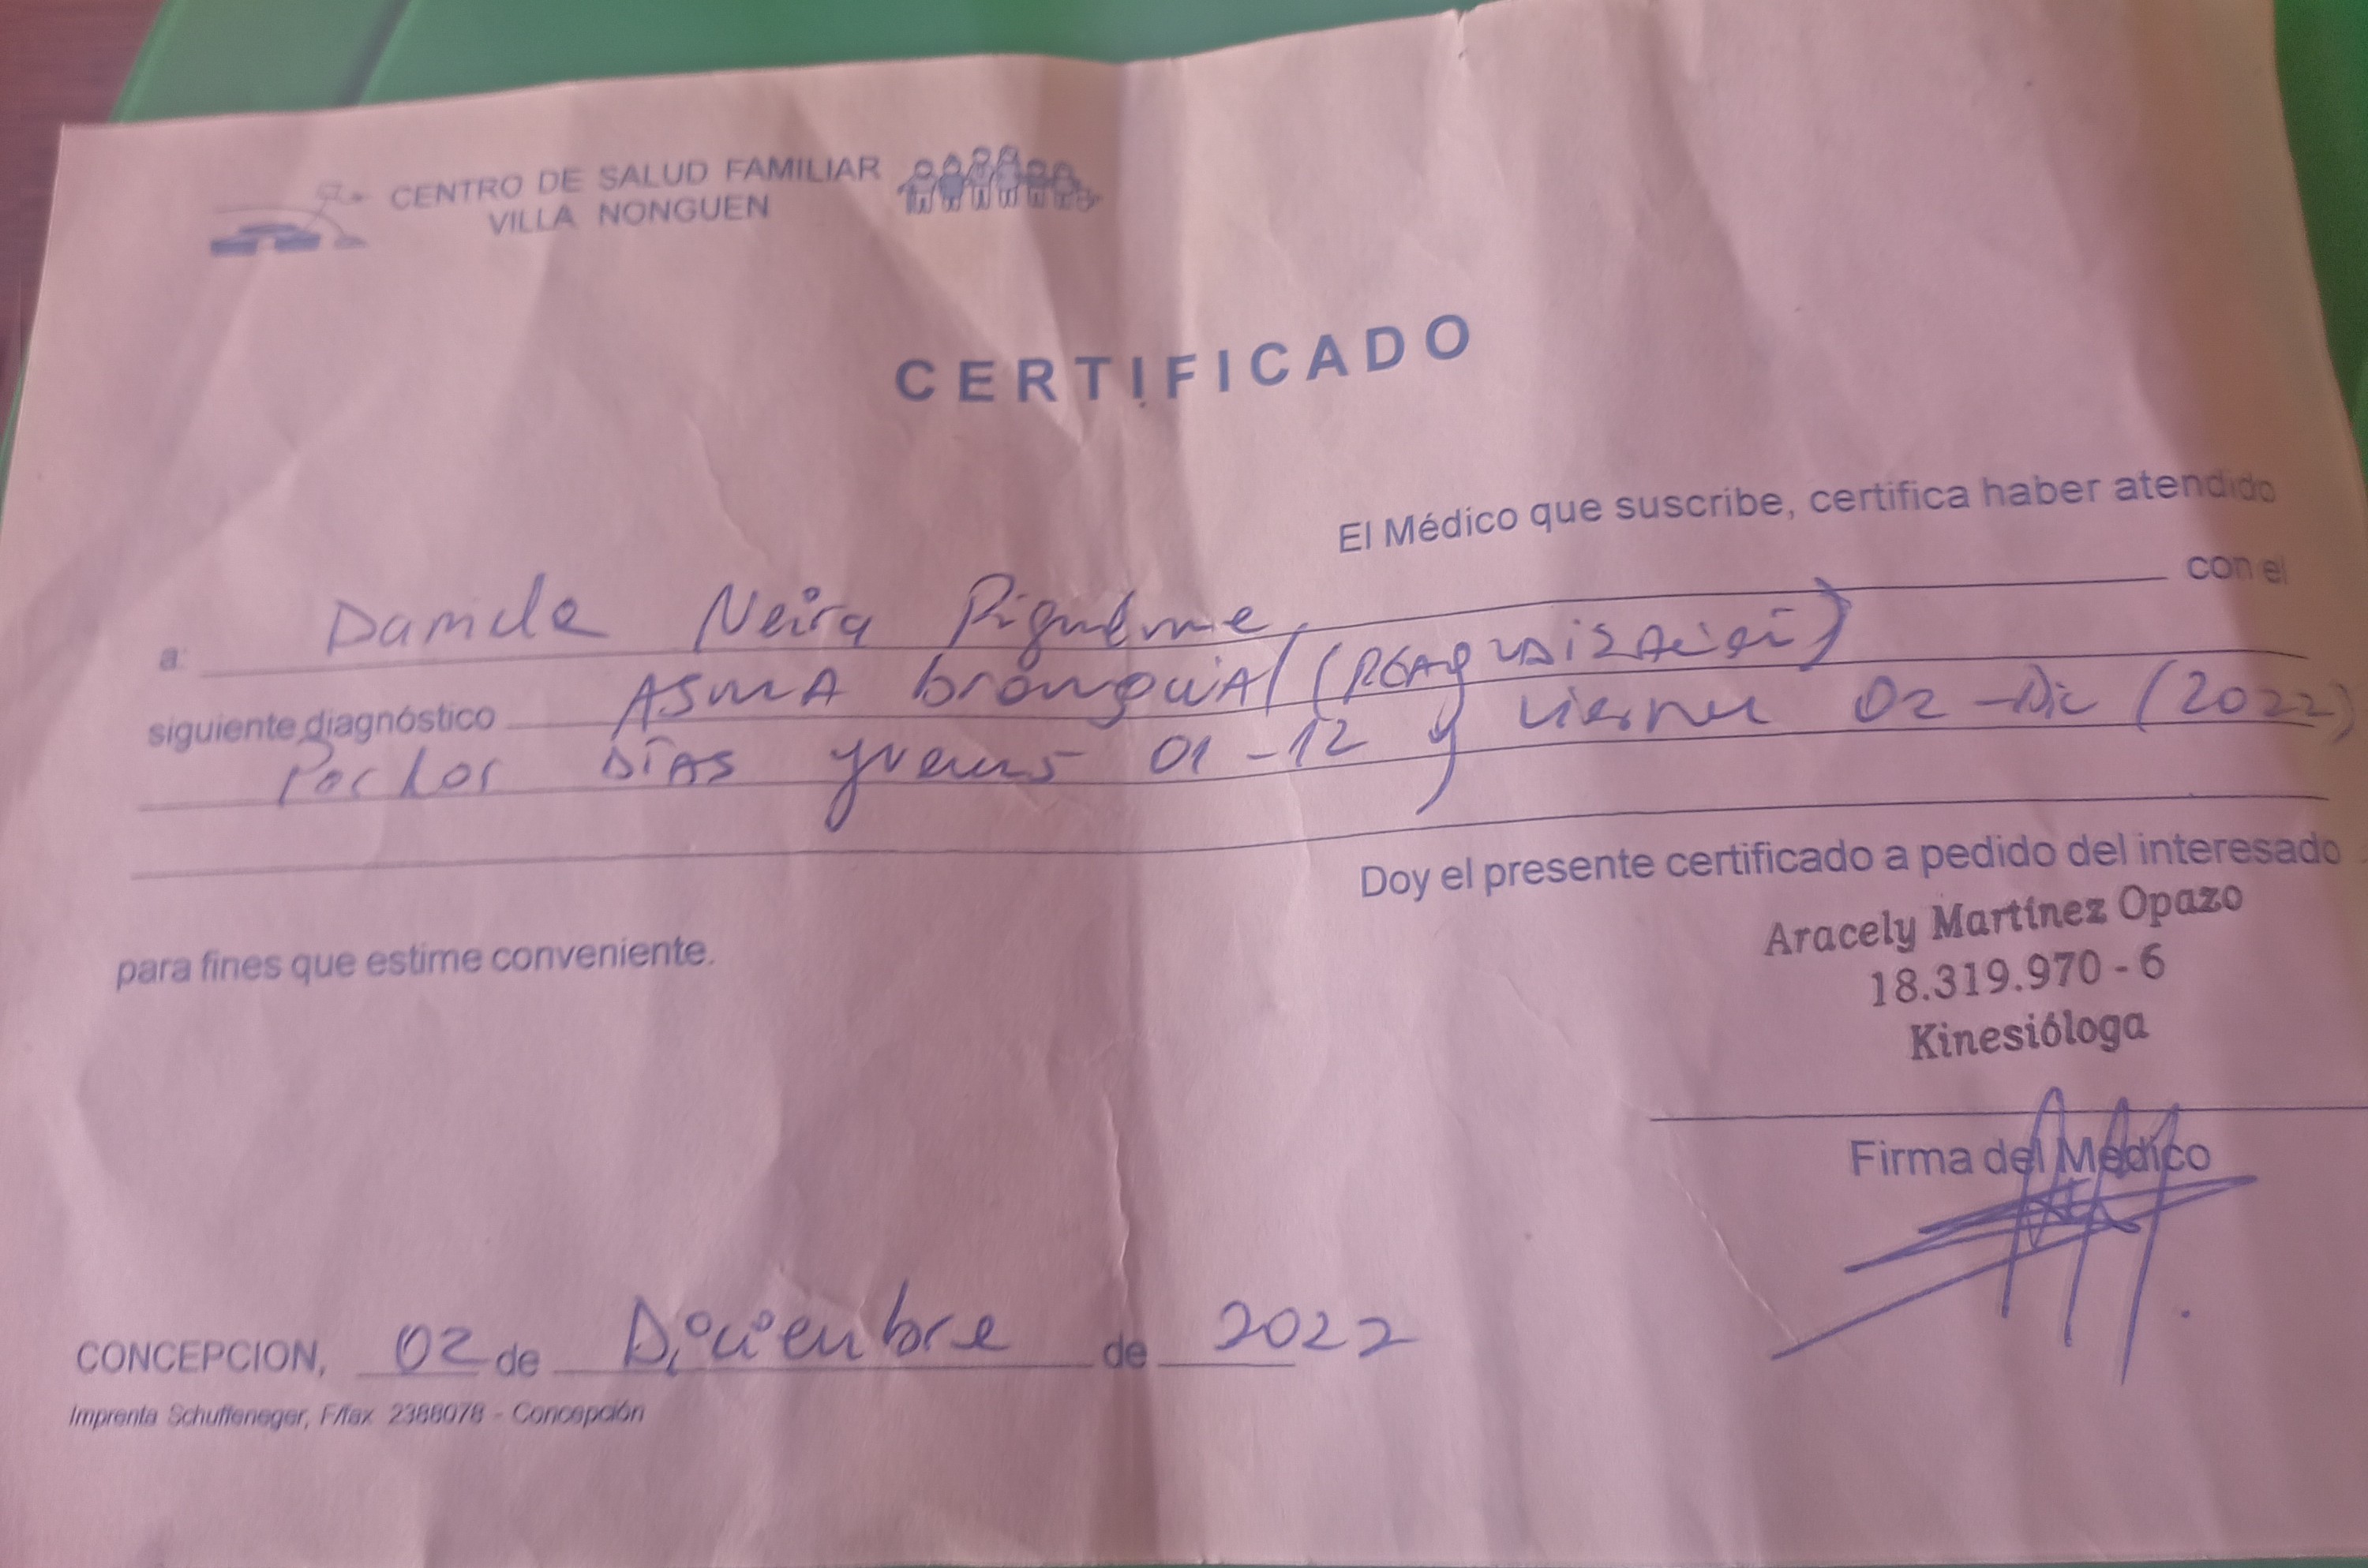 CENTRO DE SALUD FAMILIAR
VILLA NONGUEN
CERTIFICADO
El Médico que suscribe, certifica haber atendido
a: Daniela Neira Riquelme, con el
siguiente diagnóstico ASMA bronquiAl (REAgudizAción)
Por los DÍAS jueves 01-12 y viernes 02-Dic (2022)
Doy el presente certificado a pedido del interesado
para fines que estime conveniente.
Aracely Martínez Opazo
18.319.970 - 6
Kinesióloga
Firma del Médico
CONCEPCION, 02 de Diciembre de 2022
Imprenta Schuffeneger, F/fax 2388078 - Concepción